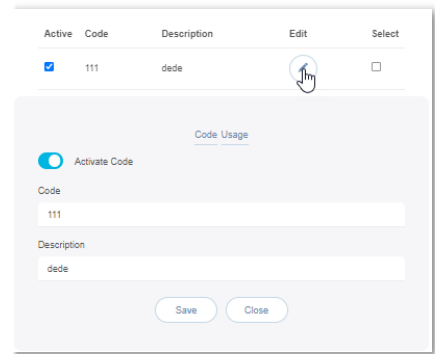 Active Code Description Edit Select
111 dede
Code Usage
Activate Code
Code
111
Description
dede
Save Close